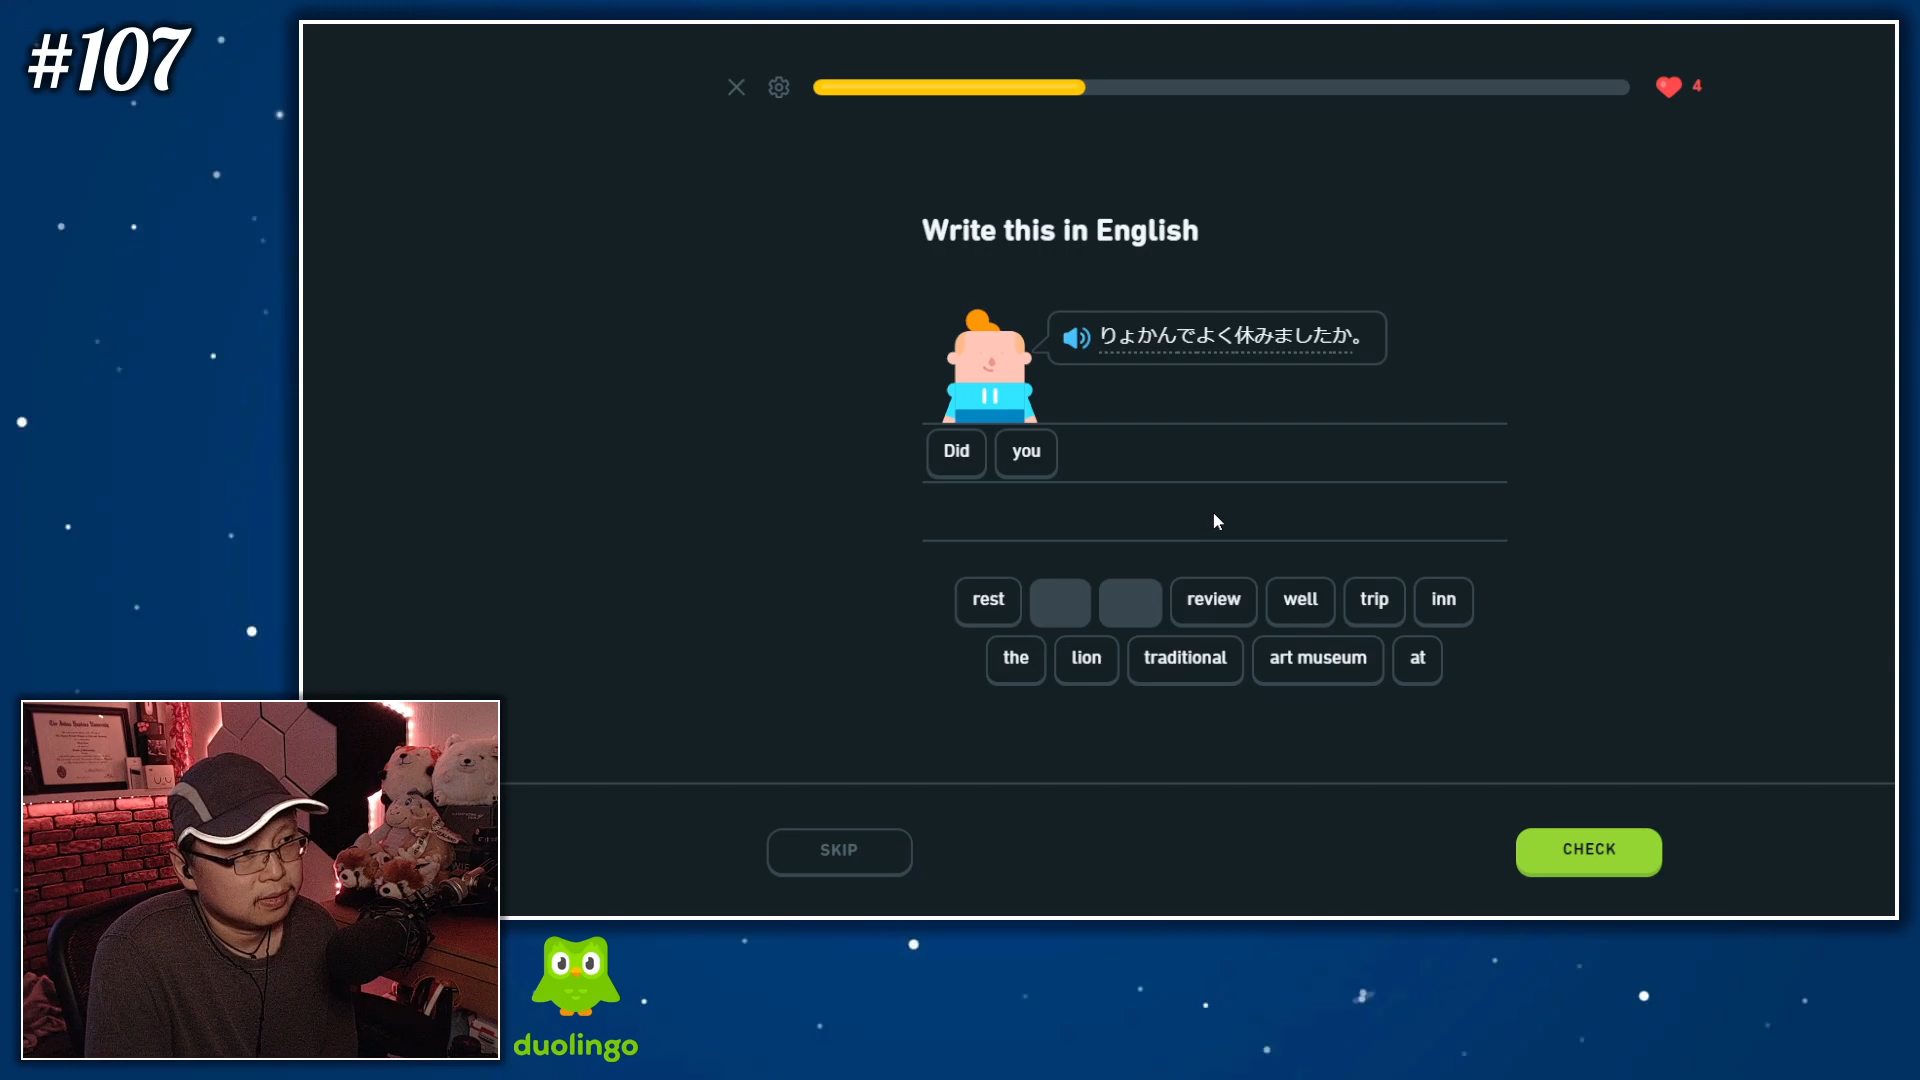 #107
4
Write this in English
りょかんでよく休みましたか。
Did you
rest review well trip inn
the lion traditional art museum at
SKIP CHECK
duolingo